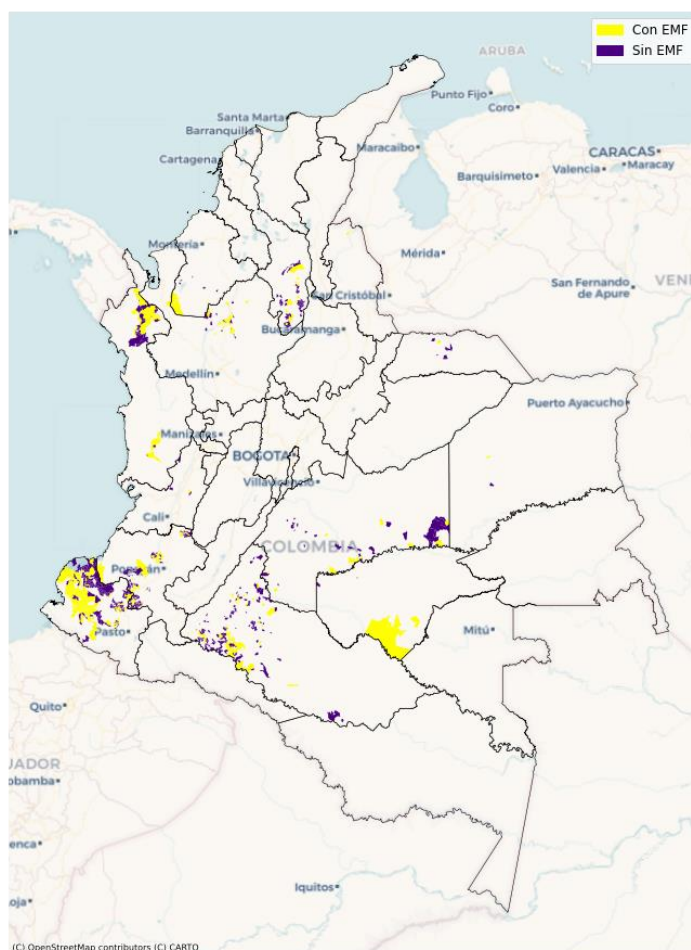 Con EMF
Sin EMF
ARUBA
Punto Fijo
Coro
Santa Marta
Barranquilla
Maracaibo
CARACAS
Cartagena
Valencia
Maracay
Barquisimeto
Montería
Mérida
San Fernando
de Apure
San Cristóbal
Bucaramanga
Medellín
Puerto Ayacucho
Manizales
BOGOTA
Villavicencio
Cali
COLOMBIA
Popayán
Pasto
Mitú
Quito
UADOR
obamba
enca
oja
Iquitos
(C) OpenStreetMap contributors (C) CARTO